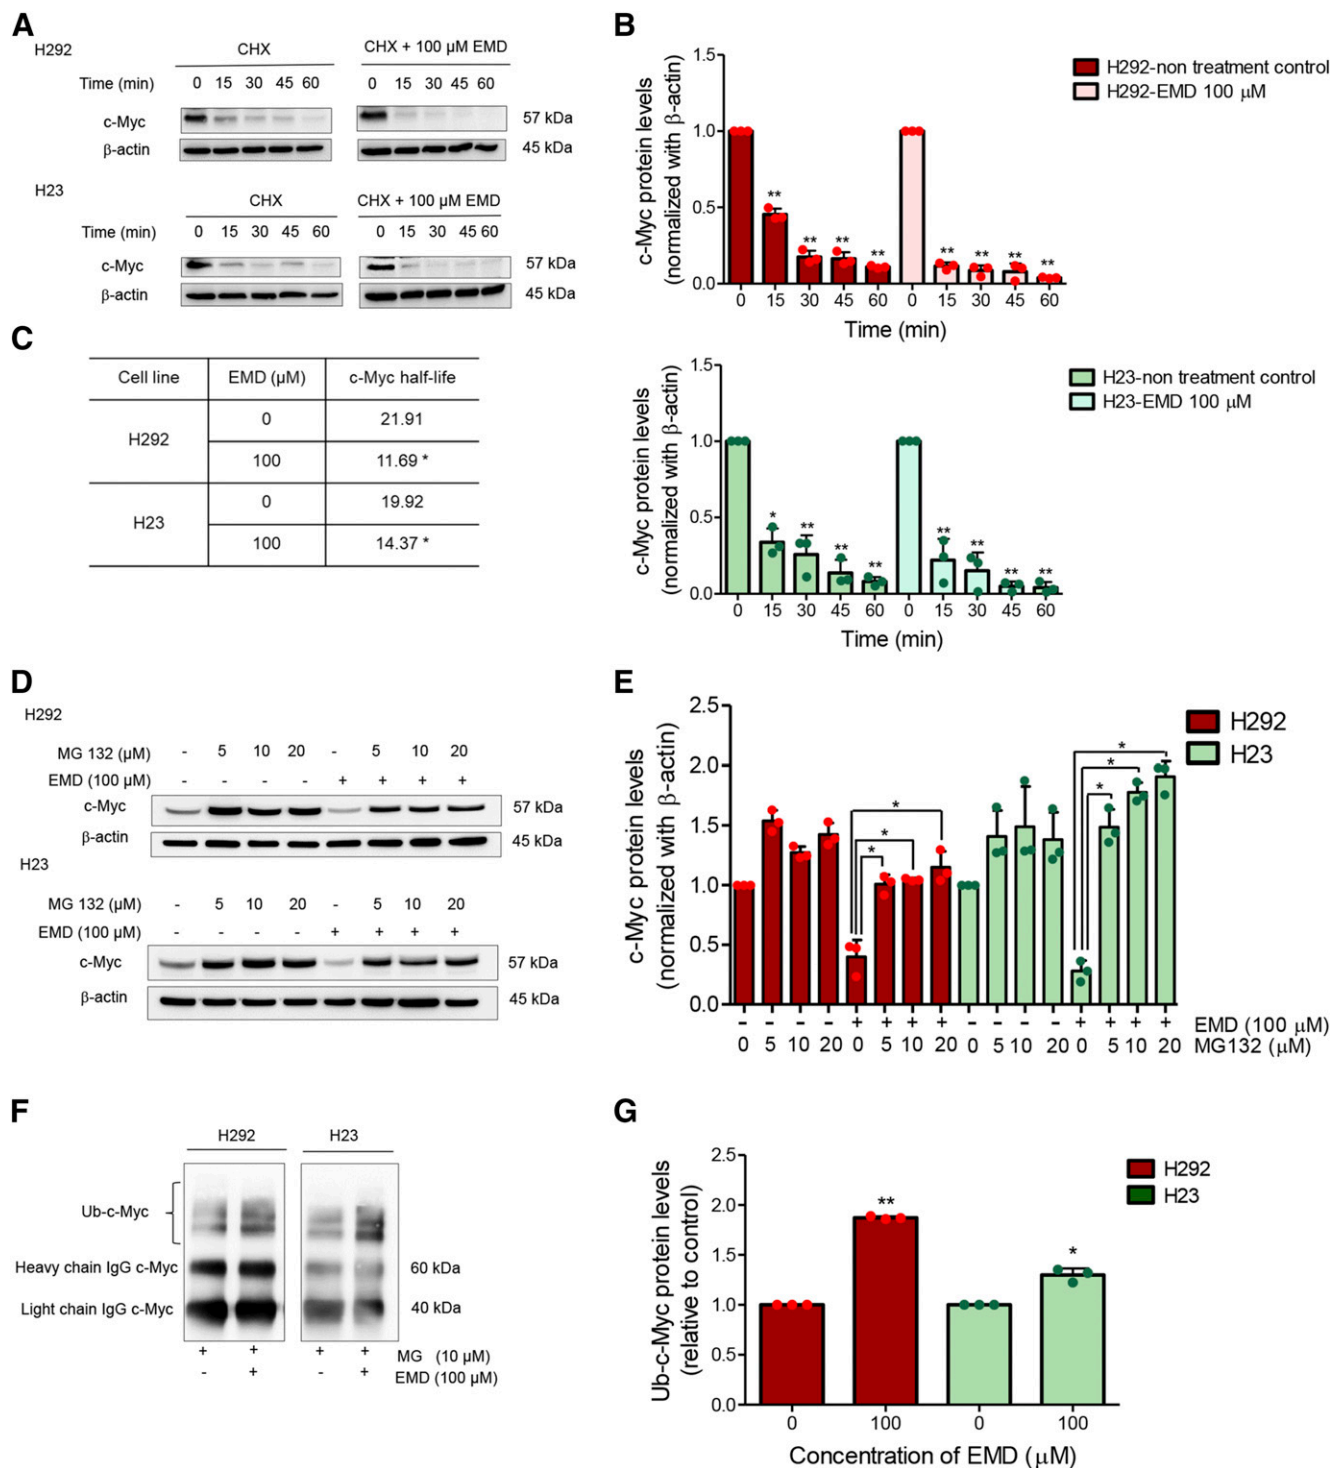 A
H292
CHX
CHX + 100 μM EMD
Time (min) 0 15 30 45 60 0 15 30 45 60
c-Myc 57 kDa
β-actin 45 kDa
H23
CHX
CHX + 100 μM EMD
Time (min) 0 15 30 45 60 0 15 30 45 60
c-Myc 57 kDa
β-actin 45 kDa
B
c-Myc protein levels
(normalized with β-actin)
1.5
1.0
0.5
0.0
** ** ** ** ** ** ** **
0 15 30 45 60 0 15 30 45 60
Time (min)
H292-non treatment control
H292-EMD 100 μM
c-Myc protein levels
(normalized with β-actin)
1.5
1.0
0.5
0.0
* ** ** ** ** ** ** **
0 15 30 45 60 0 15 30 45 60
Time (min)
H23-non treatment control
H23-EMD 100 μM
C
Cell line EMD (μM) c-Myc half-life
H292 0 21.91
100 11.69 *
H23 0 19.92
100 14.37 *
D
H292
MG 132 (μM) - 5 10 20 - 5 10 20
EMD (100 μM) - - - - + + + +
c-Myc 57 kDa
β-actin 45 kDa
H23
MG 132 (μM) - 5 10 20 - 5 10 20
EMD (100 μM) - - - - + + + +
c-Myc 57 kDa
β-actin 45 kDa
E
c-Myc protein levels
(normalized with β-actin)
2.5
2.0
1.5
1.0
0.5
0.0
* * * * * *
H292
H23
- - - - + + + + - - - - + + + + EMD (100 μM)
0 5 10 20 0 5 10 20 0 5 10 20 0 5 10 20 MG132 (μM)
F
H292 H23
Ub-c-Myc
Heavy chain IgG c-Myc 60 kDa
Light chain IgG c-Myc 40 kDa
+ + + + MG (10 μM)
- + - + EMD (100 μM)
G
Ub-c-Myc protein levels
(relative to control)
2.5
2.0
1.5
1.0
0.5
0.0
** *
H292
H23
0 100 0 100
Concentration of EMD (μM)